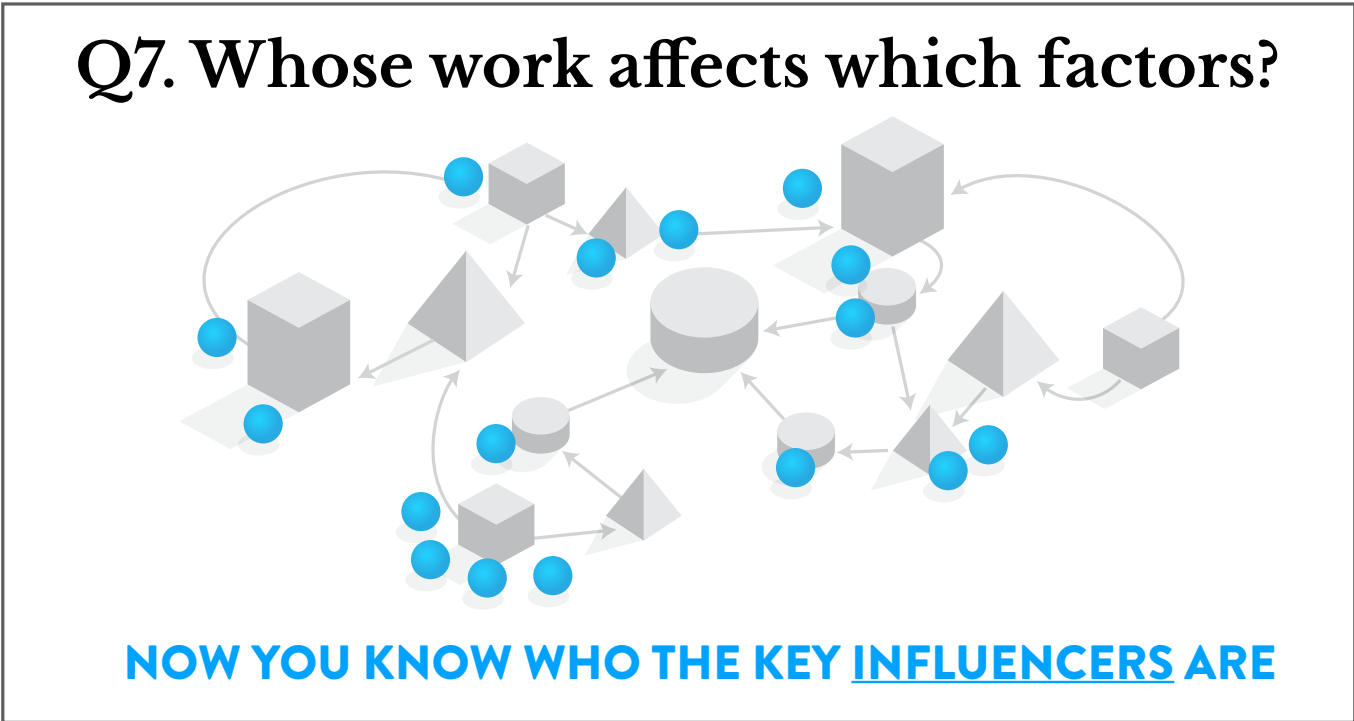 Q7. Whose work affects which factors?
NOW YOU KNOW WHO THE KEY INFLUENCERS ARE